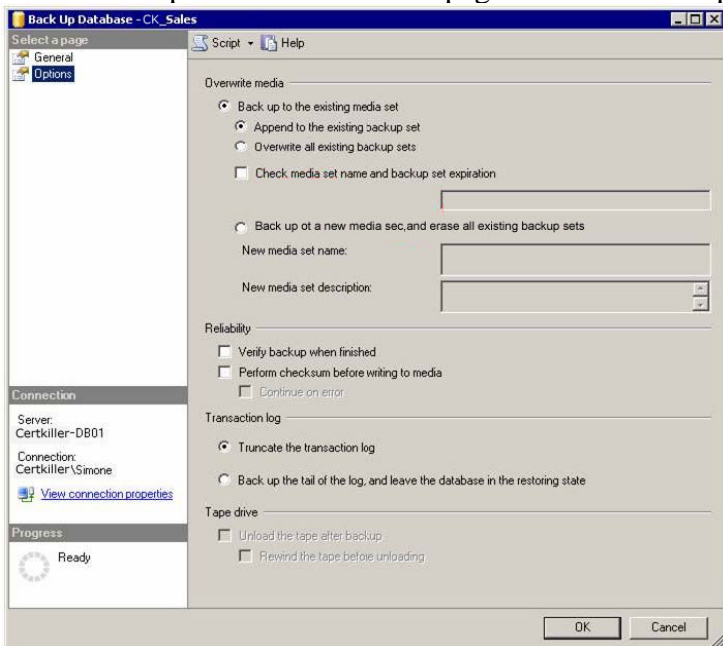 Back Up Database - CK_Sales
Select a page
General
Options
Script
Help
Overwrite media
Back up to the existing media set
Append to the existing backup set
Overwrite all existing backup sets
Check media set name and backup set expiration
Back up ot a new media sec,and erase all existing backup sets
New media set name:
New media set description:
Reliability
Verify backup when finished
Perform checksum before writing to media
Continue on error
Transaction log
Truncate the transaction log
Back up the tail of the log, and leave the database in the restoring state
Tape drive
Unload the tape after backup
Rewind the tape before unloading
Connection
Server:
Certkiller-DB01
Connection:
Certkiller\Simone
View connection properties
Progress
Ready
OK
Cancel